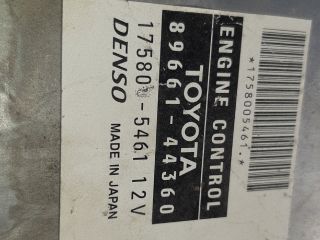 *1758005461.*
ENGINE CONTROL
TOYOTA
89661-44360
175800-5461 12V
DENSO MADE IN JAPAN